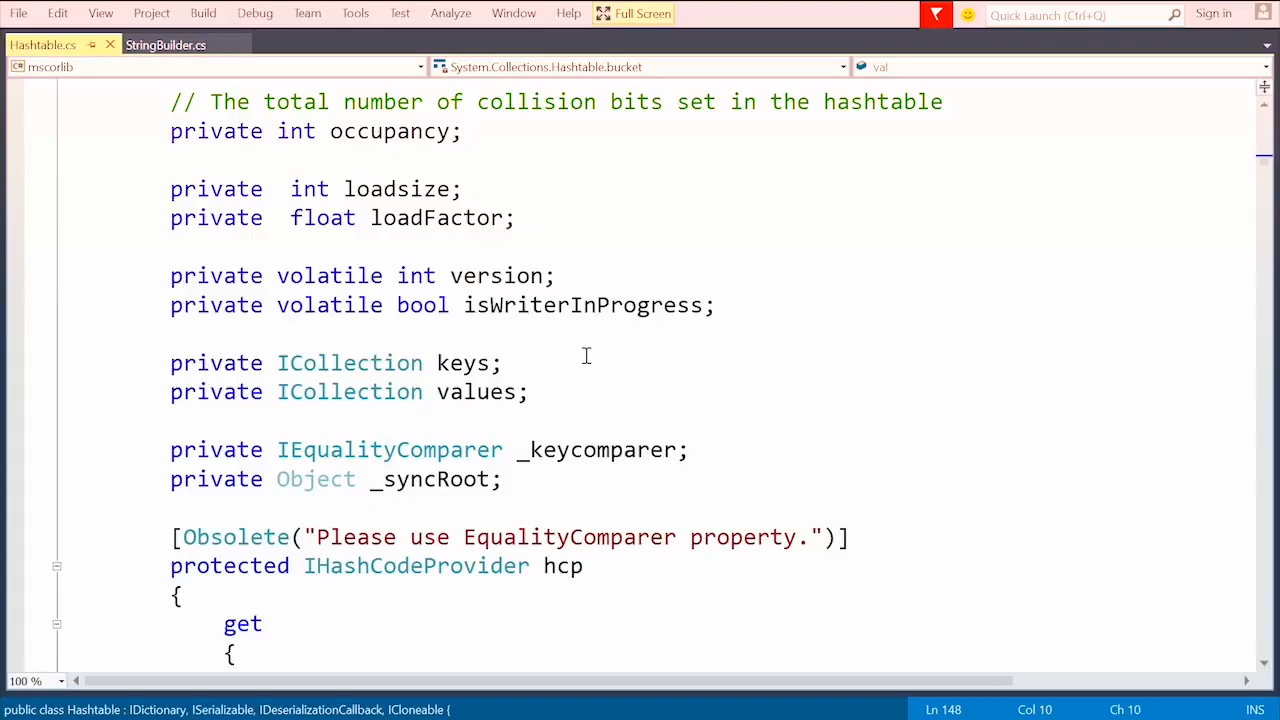 File Edit View Project Build Debug Team Tools Test Analyze Window Help Full Screen Quick Launch (Ctrl+Q) Sign in
Hashtable.cs StringBuilder.cs
C# mscorlib System.Collections.Hashtable.bucket val
// The total number of collision bits set in the hashtable
private int occupancy;
private  int loadsize;
private  float loadFactor;
private volatile int version;
private volatile bool isWriterInProgress;
private ICollection keys;
private ICollection values;
private IEqualityComparer _keycomparer;
private Object _syncRoot;
[Obsolete("Please use EqualityComparer property.")]
protected IHashCodeProvider hcp
{
get
{
100 %
public class Hashtable : IDictionary, ISerializable, IDeserializationCallback, ICloneable { Ln 148 Col 10 Ch 10 INS